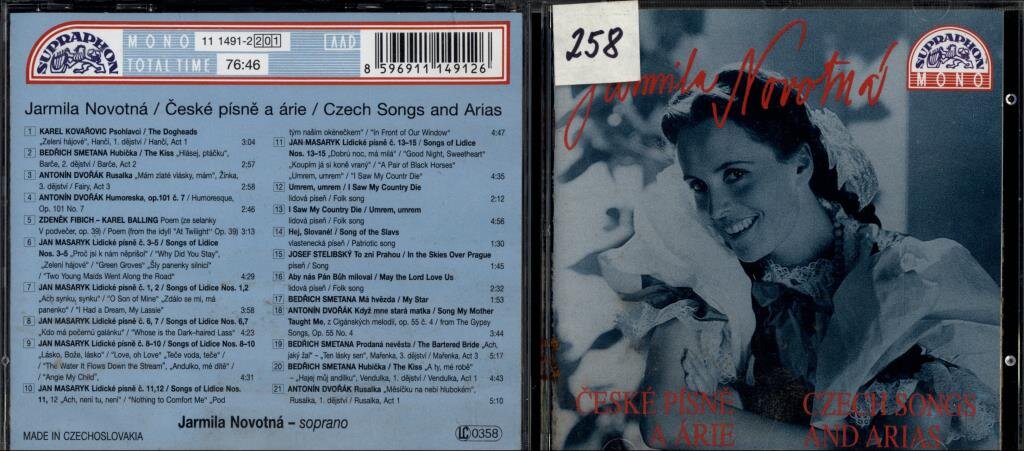 SUPRAPHON
MONO 11 1491-2 201 AAD
TOTAL TIME 76:46
8 596911 149126
Jarmila Novotná / České písně a árie / Czech Songs and Arias
1 KAREL KOVAŘOVIC Psohlavci / The Dogheads
„Zelení hájové", Hančí, 1. dějství / Hančí, Act 1 3:04
2 BEDŘICH SMETANA Hubička / The Kiss „Hlásej, ptáčku",
Barče, 2. dějství / Barče, Act 2 2:57
3 ANTONÍN DVOŘÁK Rusalka „Mám zlaté vlásky, mám", Žínka,
3. dějství / Fairy, Act 3 2:58
4 ANTONÍN DVOŘÁK Humoreska, op.101 č. 7 / Humoresque,
Op. 101 No. 7 2:46
5 ZDENĚK FIBICH – KAREL BALLING Poem (ze selanky
V podvečer, op. 39) / Poem (from the idyll "At Twilight" Op. 39) 3:13
6 JAN MASARYK Lidické písně č. 3–5 / Songs of Lidice
Nos. 3–5 „Proč jsi k nám něprišol" / "Why Did You Stay",
„Zelení hájové" / "Green Groves" „Šly panenky silnicí" /
"Two Young Maids Went Along the Road" 4:29
7 JAN MASARYK Lidické písně č. 1, 2 / Songs of Lidice Nos. 1,2
„Ach synku, synku" / "O Son of Mine" „Zdálo se mi, má
panenko" / "I Had a Dream, My Lassie" 3:58
8 JAN MASARYK Lidické písně č. 6, 7 / Songs of Lidice Nos. 6,7
„Kdo má počernú galánku" / "Whose is the Dark-haired Lass" 4:23
9 JAN MASARYK Lidické písně č. 8–10 / Songs of Lidice Nos. 8–10
„Lásko, Bože, lásko" / "Love, oh Love" „Teče voda, teče" /
/ "The Water It Flows Down the Stream", „Andulko, mé dítě" /
/ "Angie My Child", 4:31
10 JAN MASARYK Lidické písně č. 11,12 / Songs of Lidice Nos.
11, 12 „Ach, není tu, není" / "Nothing to Comfort Me" „Pod
tým naším okénečkem" / "In Front of Our Window" 4:47
11 JAN MASARYK Lidické písně č. 13–15 / Songs of Lidice
Nos. 13–15 „Dobrú noc, má milá" / "Good Night, Sweetheart"
„Koupím já si koně vraný" / "A Pair of Black Horses"
„Umrem, umrem" / "I Saw My Countr Die" 4:35
12 Umrem, umrem / I Saw My Country Die
lidová píseň / Folk song 2:12
13 I Saw My Country Die / Umrem, umrem
lidová píseň / Folk song 4:56
14 Hej, Slované! / Song of the Slavs
vlastenecká píseň / Patriotic song 1:30
15 JOSEF STELIBSKÝ To zní Prahou / In the Skies Over Prague
píseň / Song 1:45
16 Aby nás Pán Bůh miloval / May the Lord Love Us
lidová píseň / Folk song 2:32
17 BEDŘICH SMETANA Má hvězda / My Star 1:53
18 ANTONÍN DVOŘÁK Když mne stará matka / Song My Mother
Taught Me, z Cigánských melodií, op. 55 č. 4 / from The Gypsy
Songs, Op. 55 No. 4 3:44
19 BEDŘICH SMETANA Prodaná nevěsta / The Bartered Bride „Ach,
jaký žal" – „Ten lásky sen", Mařenka, 3. dějství / Mařenka, Act 3 5:17
20 BEDŘICH SMETANA Hubička / The Kiss „A ty, mé robě"
– „Hajej můj andílku", Vendulka, 1. dějství / Vendulka, Act 1 4:43
21 ANTONÍN DVOŘÁK Rusalka „Měsíčku na nebi hlubokém",
Rusalka, 1. dějství / Rusalka, Act 1 5:10
Jarmila Novotná – soprano
MADE IN CZECHOSLOVAKIA
LC 0358
258
Jarmila Novotná
SUPRAPHON
MONO
ČESKÉ PÍSNĚ
A ÁRIE
CZECH SONGS
AND ARIAS